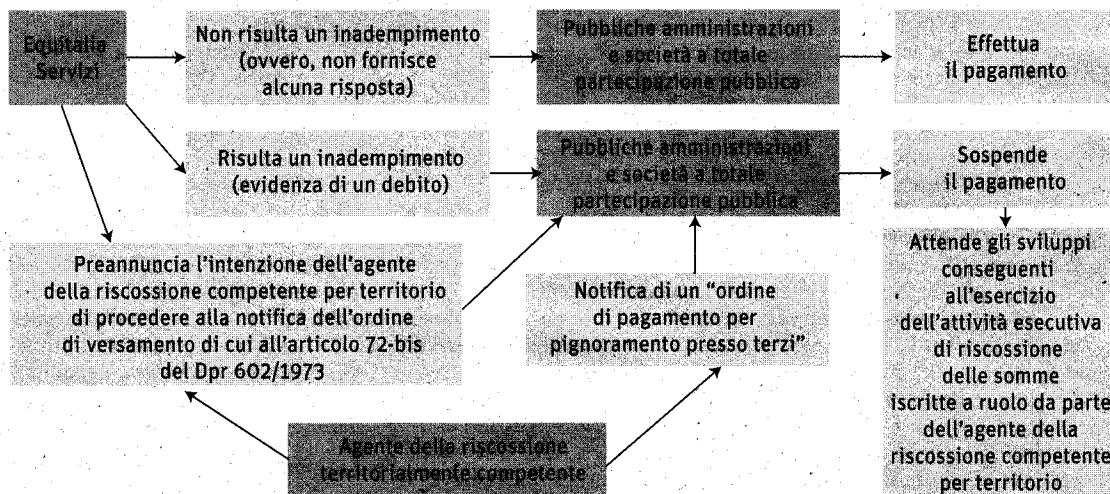 Equitalia
Servizi
Non risulta un inadempimento
(ovvero, non fornisce
alcuna risposta)
Pubbliche amministrazioni
e società a totale
partecipazione pubblica
Effettua
il pagamento
Risulta un inadempimento
(evidenza di un debito)
Pubbliche amministrazioni
e società a totale
partecipazione pubblica
Sospende
il pagamento
Preannuncia l'intenzione dell'agente
della riscossione competente per territorio
di procedere alla notifica dell'ordine
di versamento di cui all'articolo 72-bis
del Dpr 602/1973
Notifica di un "ordine
di pagamento per
pignoramento presso terzi"
Attende gli sviluppi
conseguenti
all'esercizio
dell'attività esecutiva
di riscossione
delle somme
iscritte a ruolo da parte
dell'agente della
riscossione competente
per territorio
Agente della riscossione
territorialmente competente